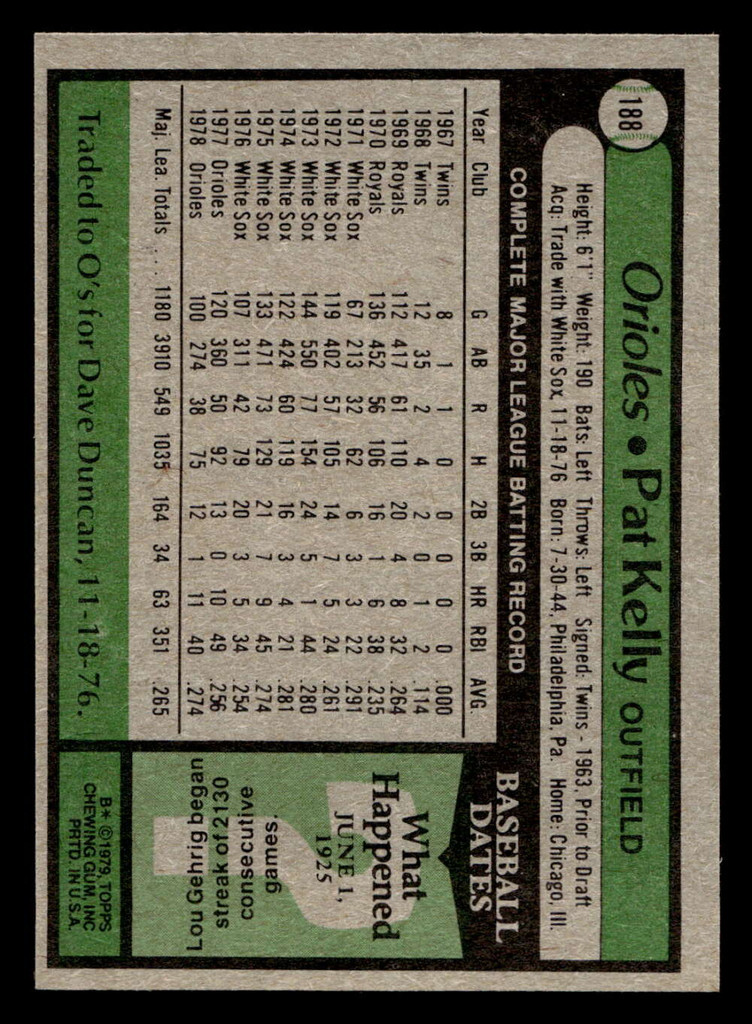 188
Orioles • Pat Kelly OUTFIELD
Height: 6'1" Weight: 190 Bats: Left Throws: Left Signed: Twins - 1963, Prior to Draft
Acq: Trade with White Sox, 11-18-76 Born: 7-30-44, Philadelphia, Pa. Home: Chicago, Ill.
COMPLETE MAJOR LEAGUE BATTING RECORD
Year Club G AB R H 2B 3B HR RBI AVG.
1967 Twins 8 1 1 0 0 0 0 0 .000
1968 Twins 12 35 2 4 2 0 1 2 .114
1969 Royals 112 417 61 110 20 4 8 32 .264
1970 Royals 136 452 56 106 16 1 6 38 .235
1971 White Sox 67 213 32 62 6 3 3 22 .291
1972 White Sox 119 402 57 105 14 7 5 24 .261
1973 White Sox 144 550 77 154 24 5 1 44 .280
1974 White Sox 122 424 60 119 16 3 4 21 .281
1975 White Sox 133 471 73 129 21 7 9 45 .274
1976 White Sox 107 311 42 79 20 3 5 34 .254
1977 Orioles 120 360 50 92 13 0 10 49 .256
1978 Orioles 100 274 38 75 12 1 11 40 .274
Maj. Lea. Totals ... 1180 3910 549 1035 164 34 63 351 .265
Traded to O's for Dave Duncan, 11-18-76.
BASEBALL
DATES
What
Happened
JUNE 1,
1925
?
Lou Gehrig began
streak of 2130
consecutive
games.
B* ©1979, TOPPS
CHEWING GUM, INC
PRTD. IN U.S.A.